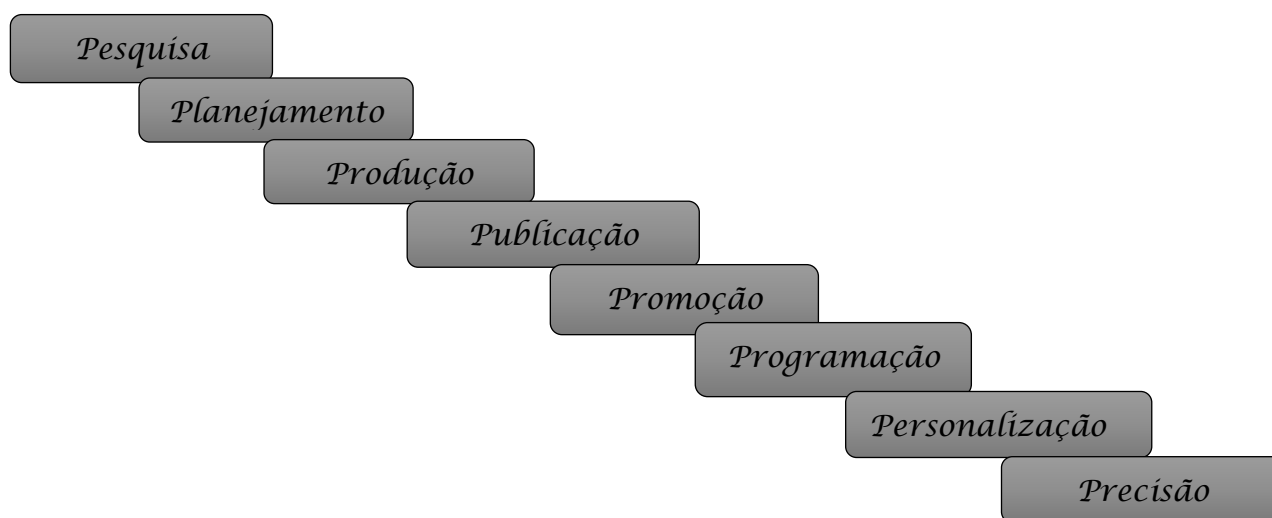 Pesquisa
Planejamento
Produção
Publicação
Promoção
Programação
Personalização
Precisão